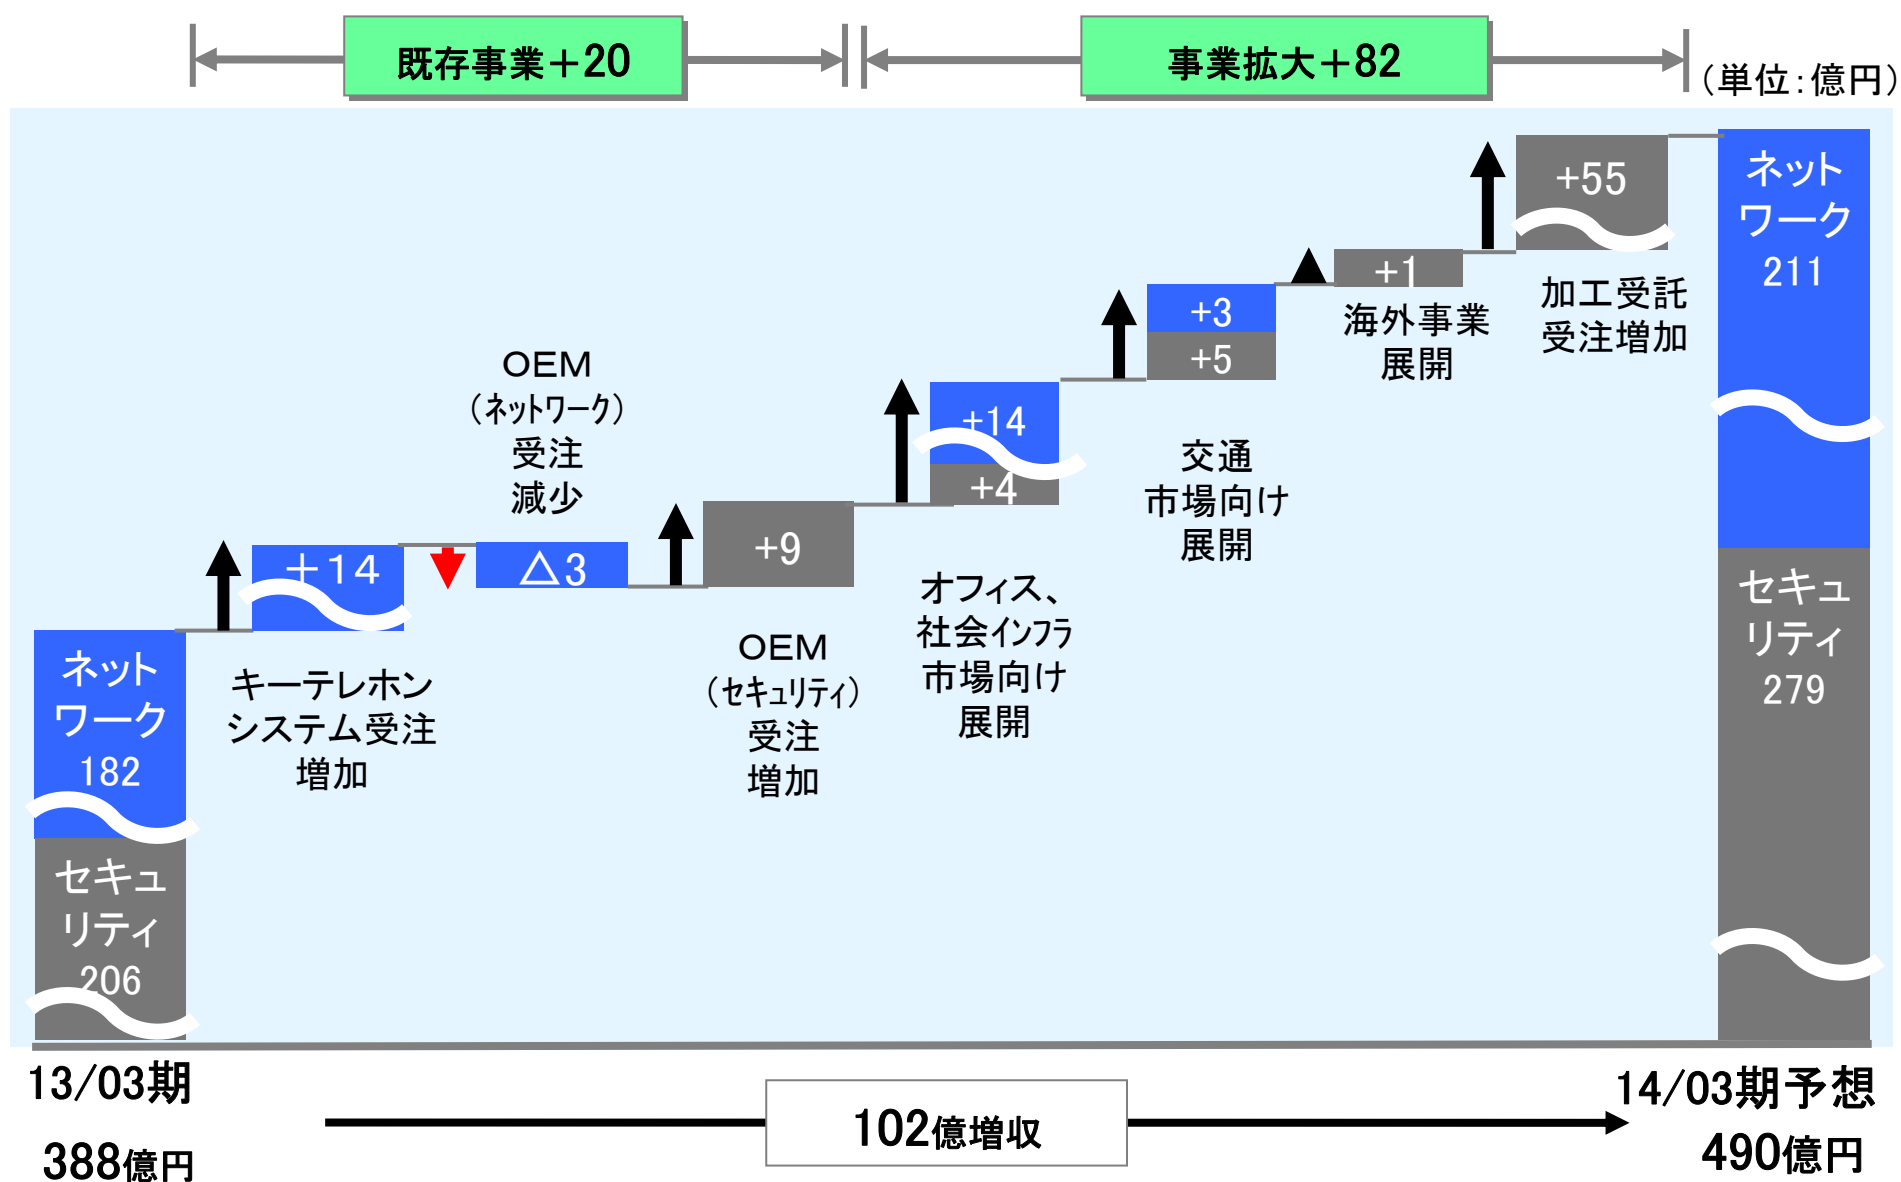 既存事業＋20
事業拡大＋82
（単位：億円）
ネット
ワーク
182
セキュ
リティ
206
＋14
キーテレホン
システム受注
増加
OEM
（ネットワーク）
受注
減少
△3
+9
OEM
（セキュリティ）
受注
増加
+14
+4
オフィス、
社会インフラ
市場向け
展開
+3
+5
交通
市場向け
展開
+1
海外事業
展開
+55
加工受託
受注増加
ネット
ワーク
211
セキュ
リティ
279
13/03期
388億円
102億増収
14/03期予想
490億円